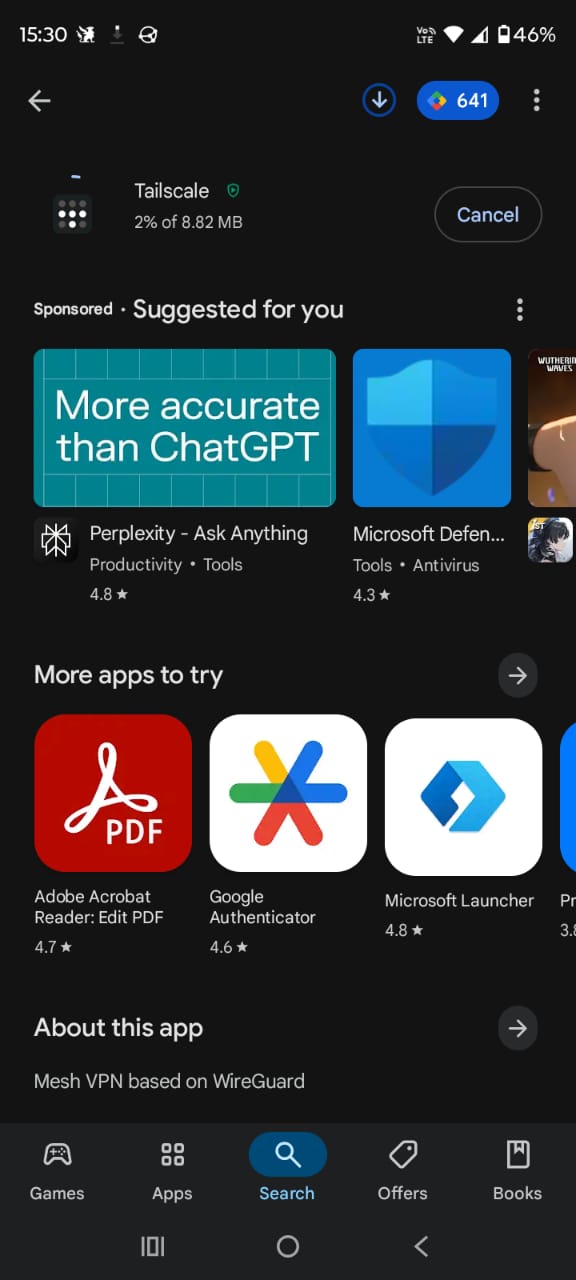 15:30
Vo)) LTE
46%
641
Tailscale
2% of 8.82 MB
Cancel
Sponsored • Suggested for you
More accurate
than ChatGPT
WUTHERIN
WAVES
Perplexity - Ask Anything
Productivity • Tools
4.8 ★
Microsoft Defen...
Tools • Antivirus
4.3 ★
More apps to try
PDF
Adobe Acrobat
Reader: Edit PDF
4.7 ★
Google
Authenticator
4.6 ★
Microsoft Launcher
4.8 ★
Pr
3.8
About this app
Mesh VPN based on WireGuard
Games
Apps
Search
Offers
Books